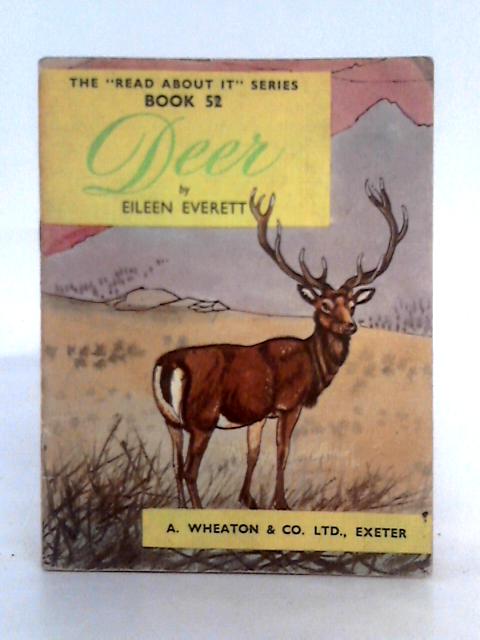 THE "READ ABOUT IT" SERIES
BOOK 52
Deer
by
EILEEN EVERETT
A. WHEATON & CO. LTD., EXETER